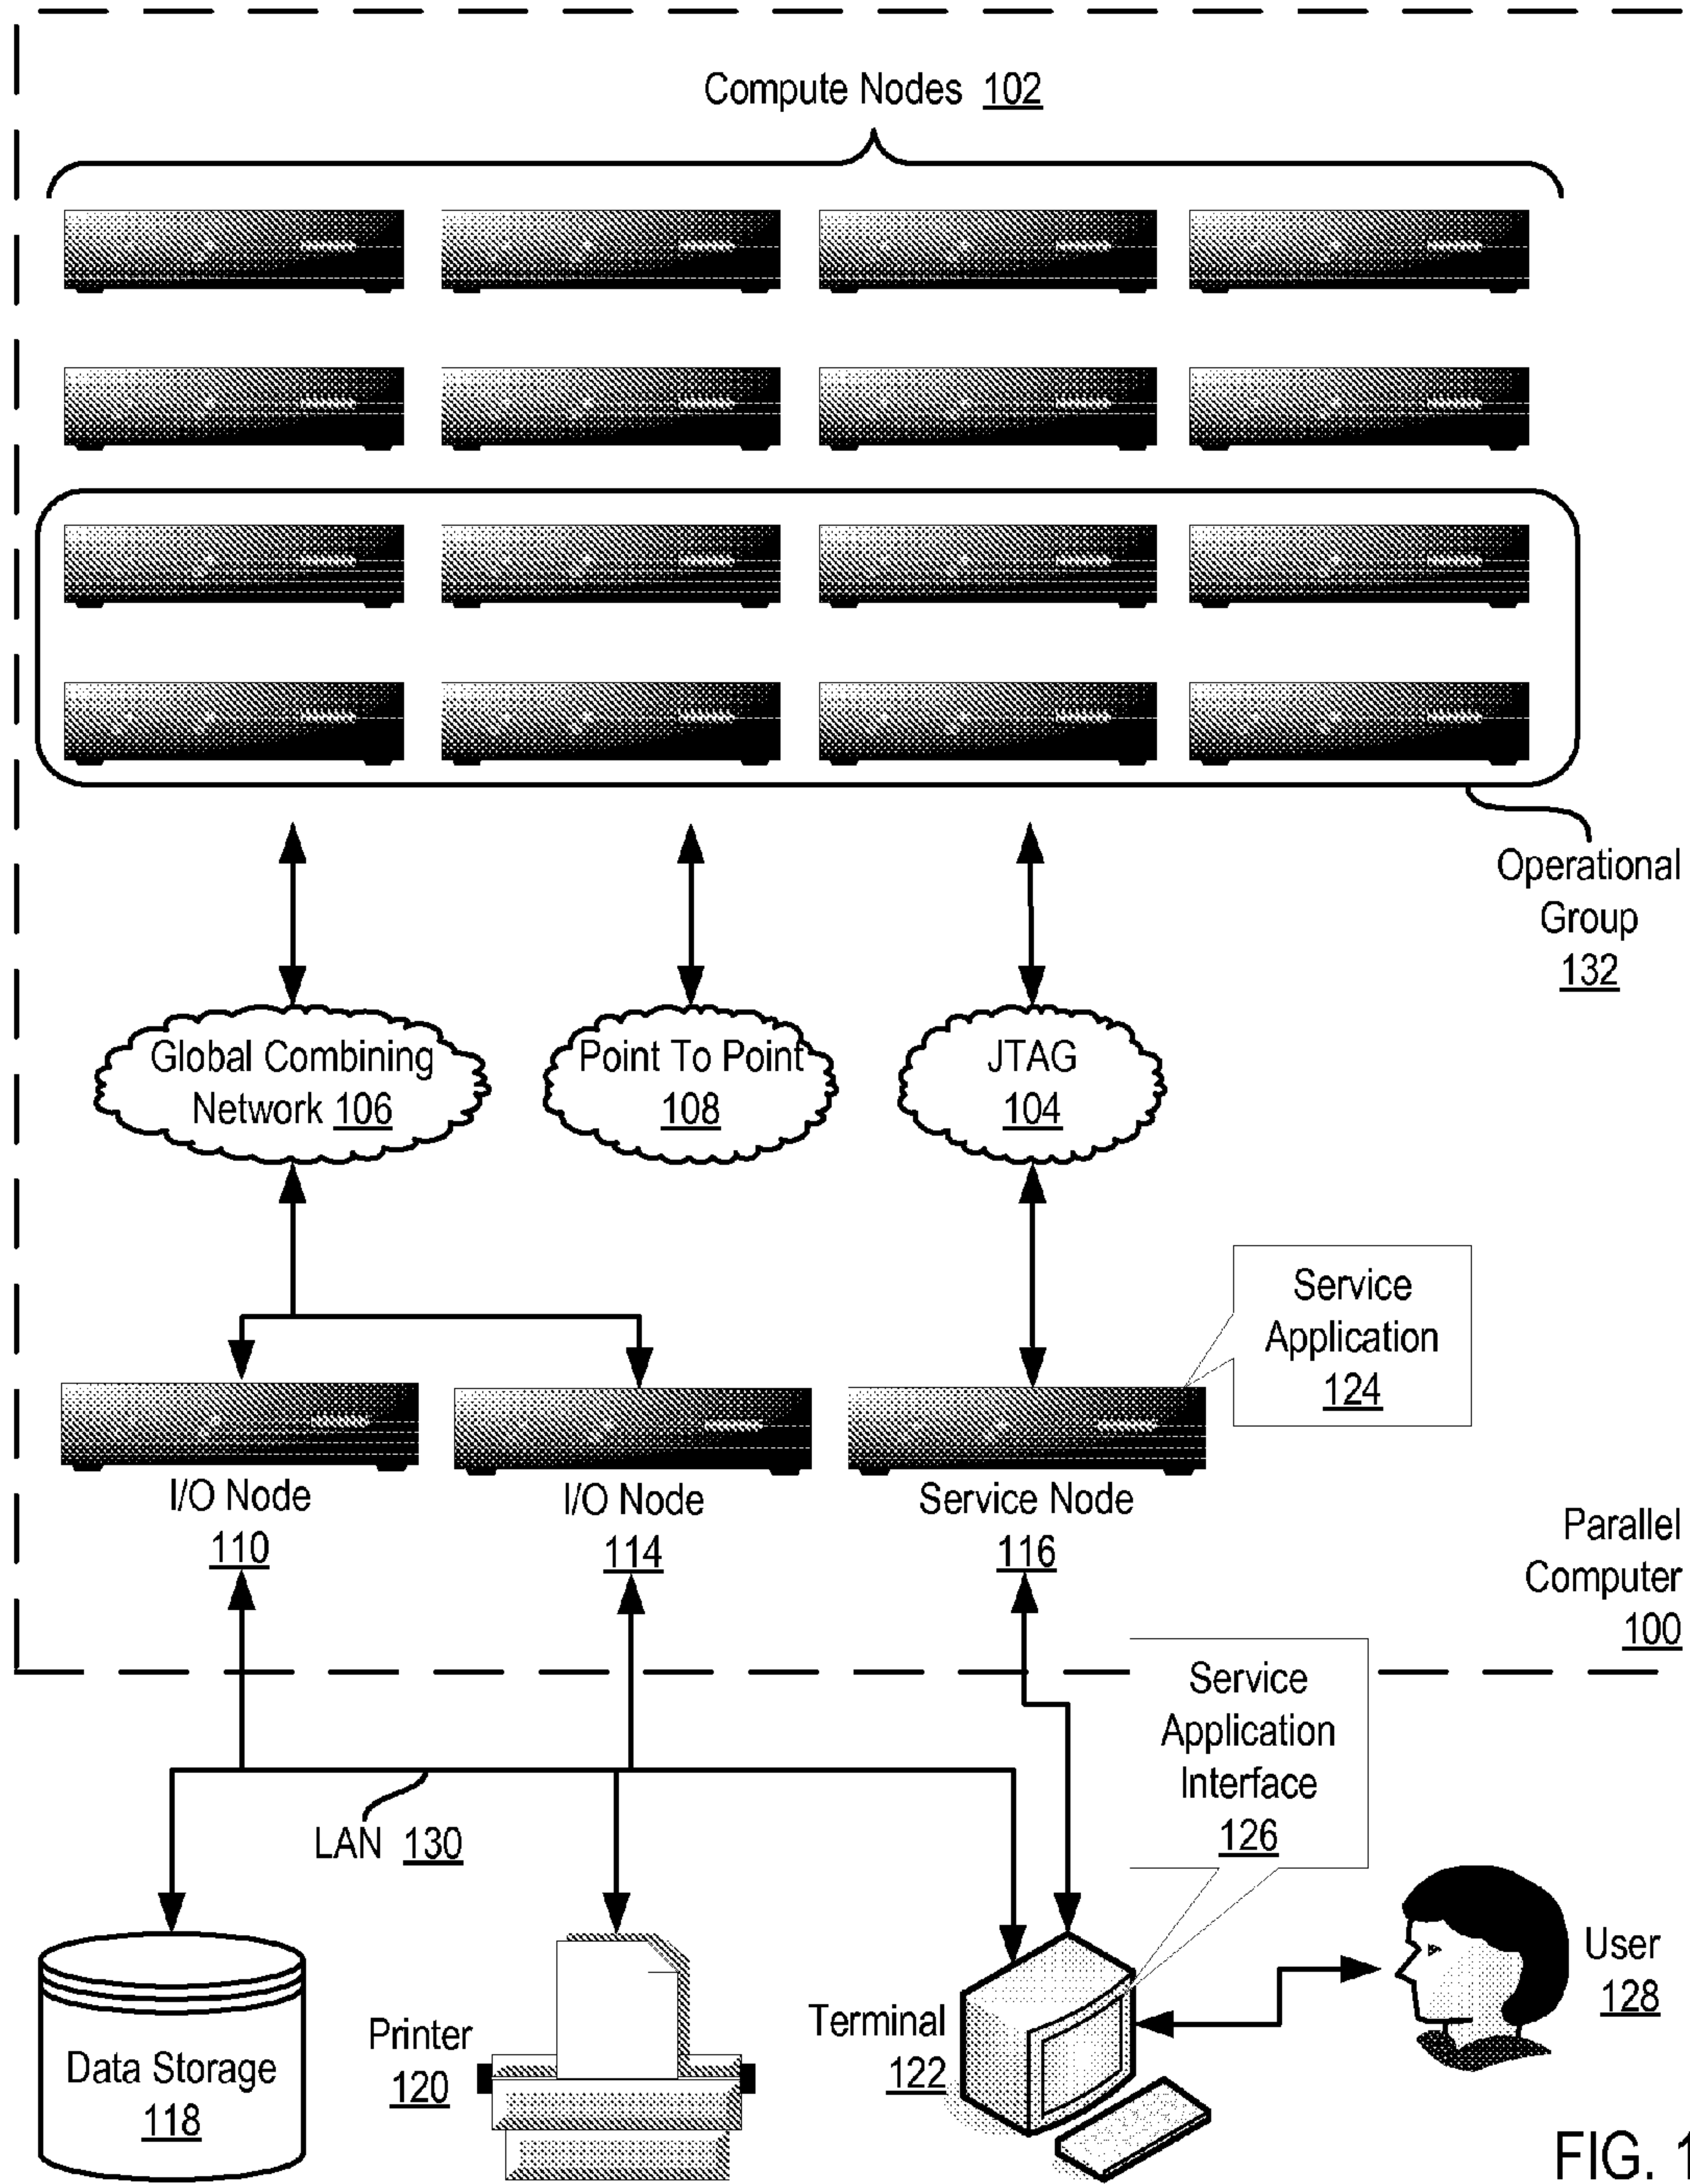 Compute Nodes 102
Operational
Group
132
Global Combining
Network 106
Point To Point
108
JTAG
104
Service
Application
124
I/O Node
110
I/O Node
114
Service Node
116
Parallel
Computer
100
Service
Application
Interface
126
LAN 130
Data Storage
118
Printer
120
Terminal
122
User
128
FIG. 1